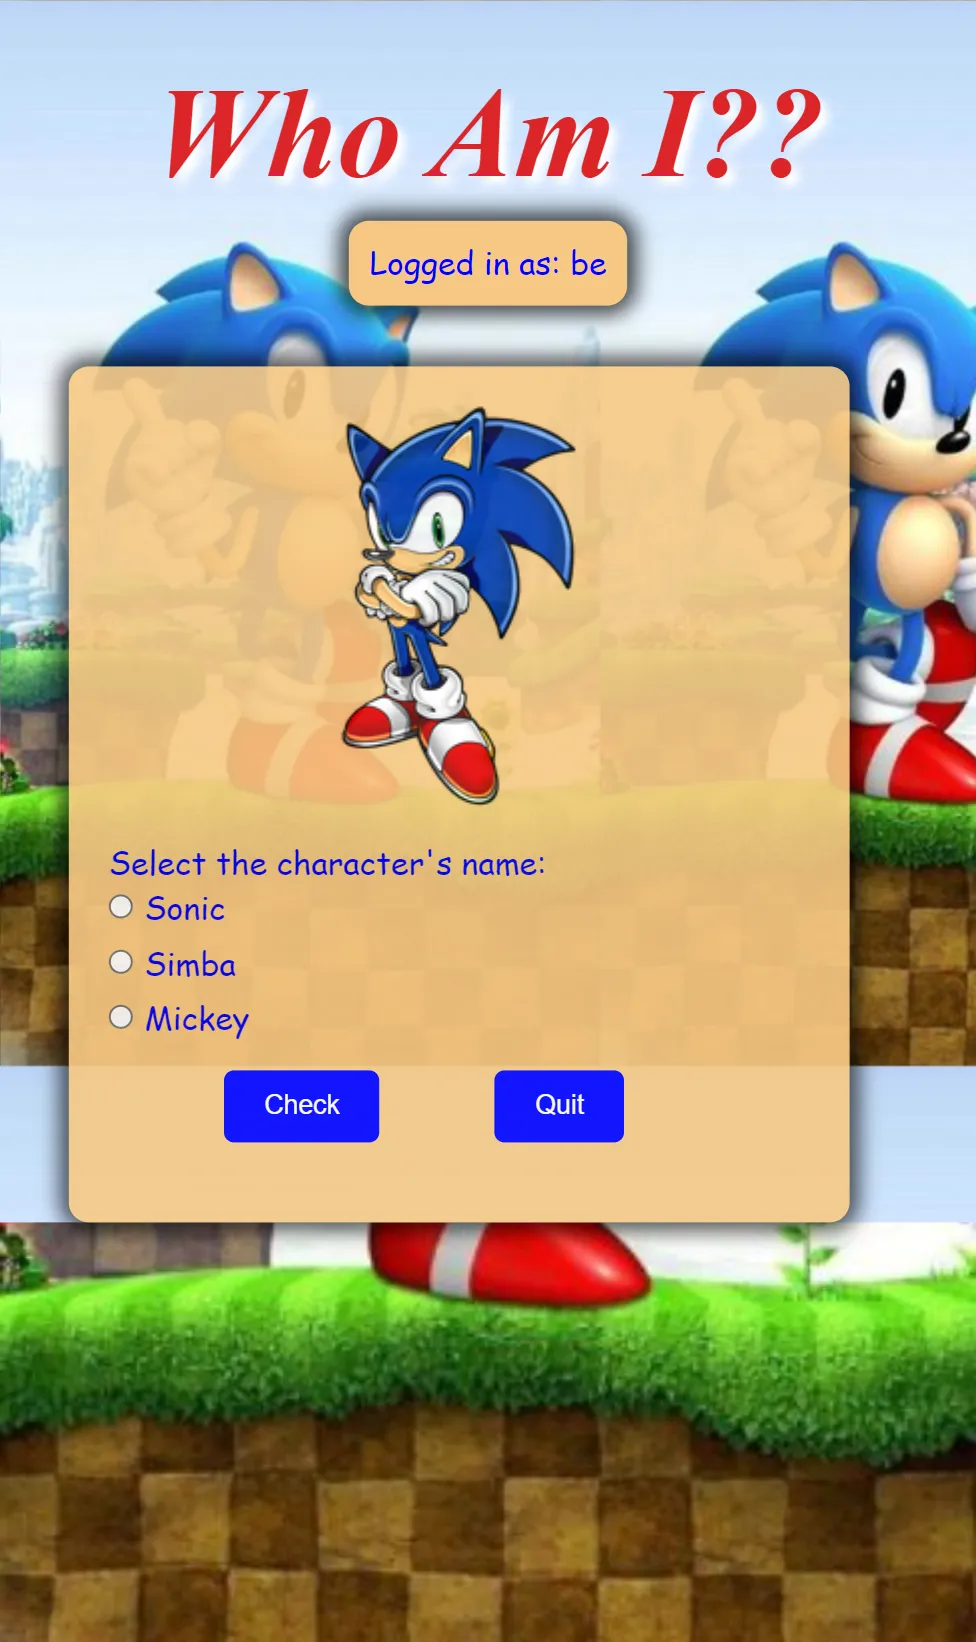 Who Am I??
Logged in as: be
Select the character's name:
Sonic
Simba
Mickey
Check Quit